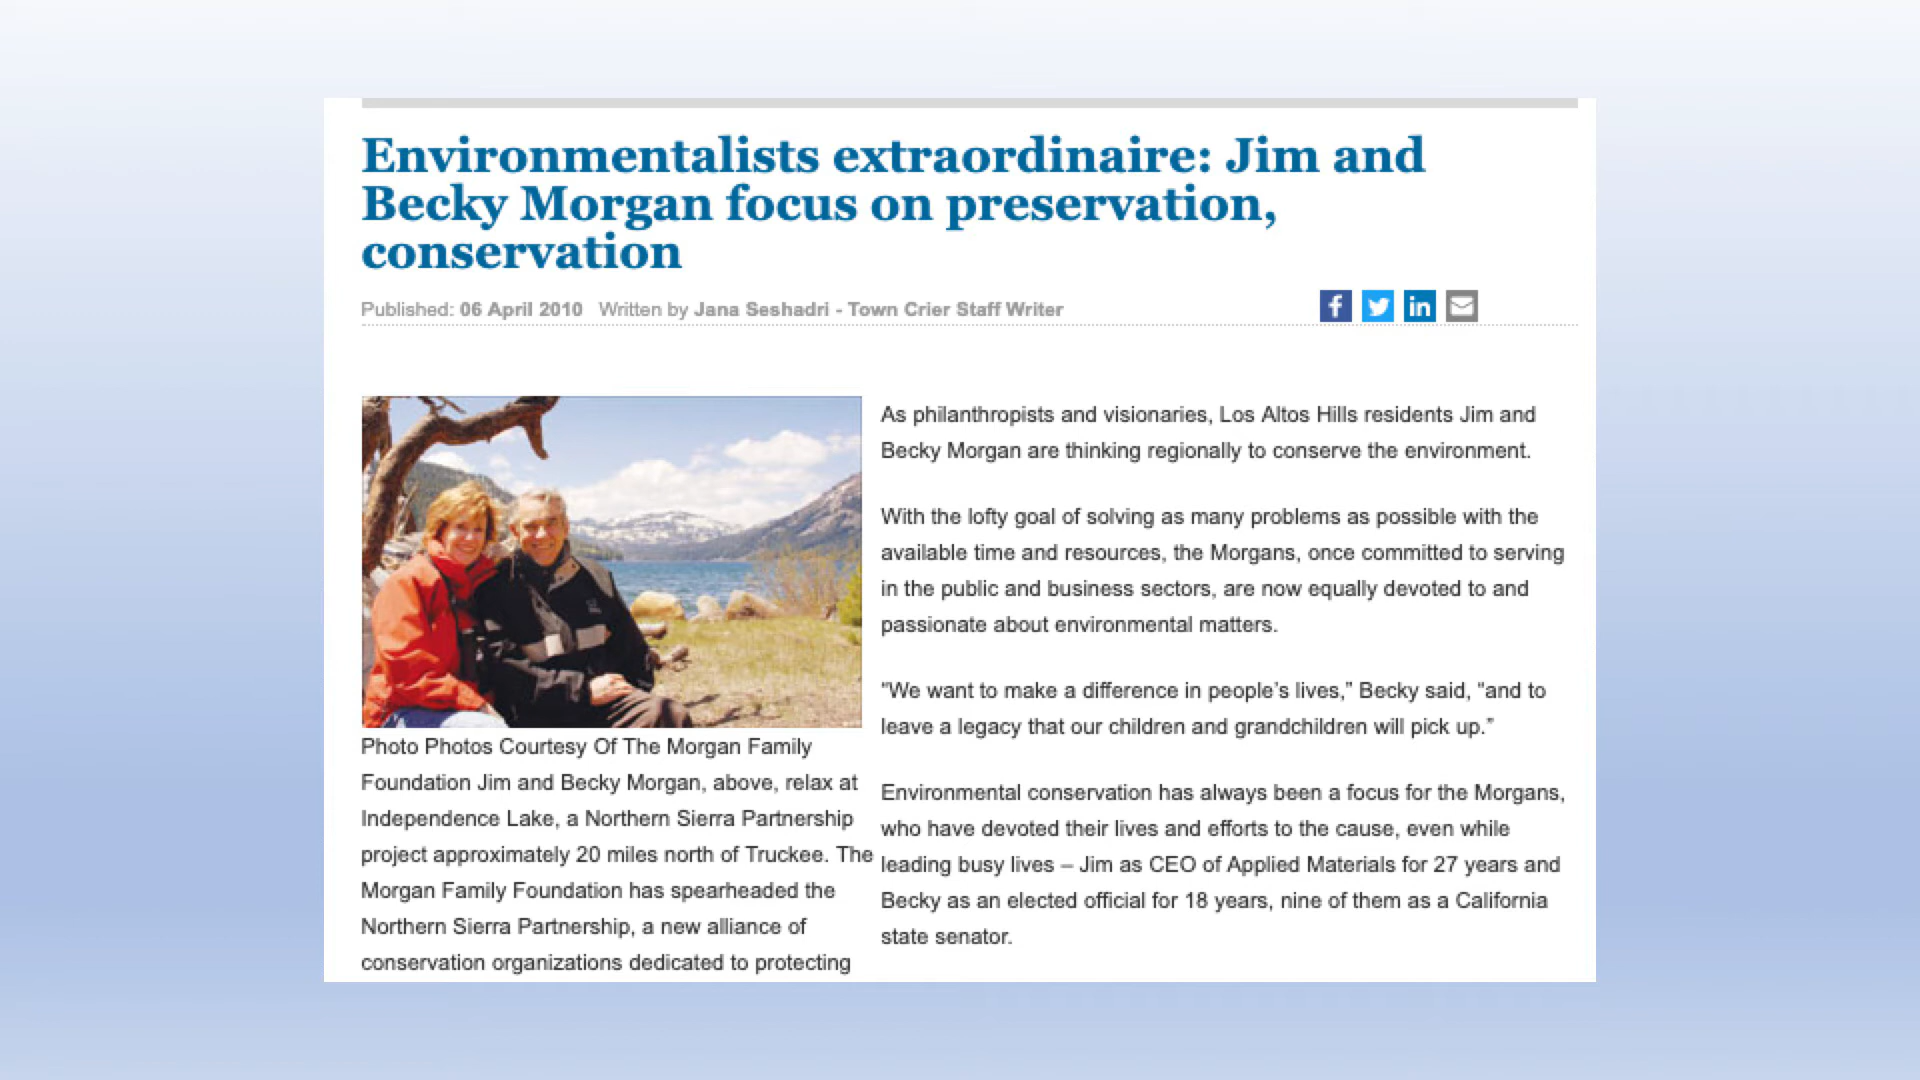 Environmentalists extraordinaire: Jim and
Becky Morgan focus on preservation,
conservation
Published: 06 April 2010 Written by Jana Seshadri - Town Crier Staff Writer
f in
Photo Photos Courtesy Of The Morgan Family
Foundation Jim and Becky Morgan, above, relax at
Independence Lake, a Northern Sierra Partnership
project approximately 20 miles north of Truckee. The
Morgan Family Foundation has spearheaded the
Northern Sierra Partnership, a new alliance of
conservation organizations dedicated to protecting
As philanthropists and visionaries, Los Altos Hills residents Jim and
Becky Morgan are thinking regionally to conserve the environment.
With the lofty goal of solving as many problems as possible with the
available time and resources, the Morgans, once committed to serving
in the public and business sectors, are now equally devoted to and
passionate about environmental matters.
“We want to make a difference in people’s lives,” Becky said, “and to
leave a legacy that our children and grandchildren will pick up.”
Environmental conservation has always been a focus for the Morgans,
who have devoted their lives and efforts to the cause, even while
leading busy lives – Jim as CEO of Applied Materials for 27 years and
Becky as an elected official for 18 years, nine of them as a California
state senator.